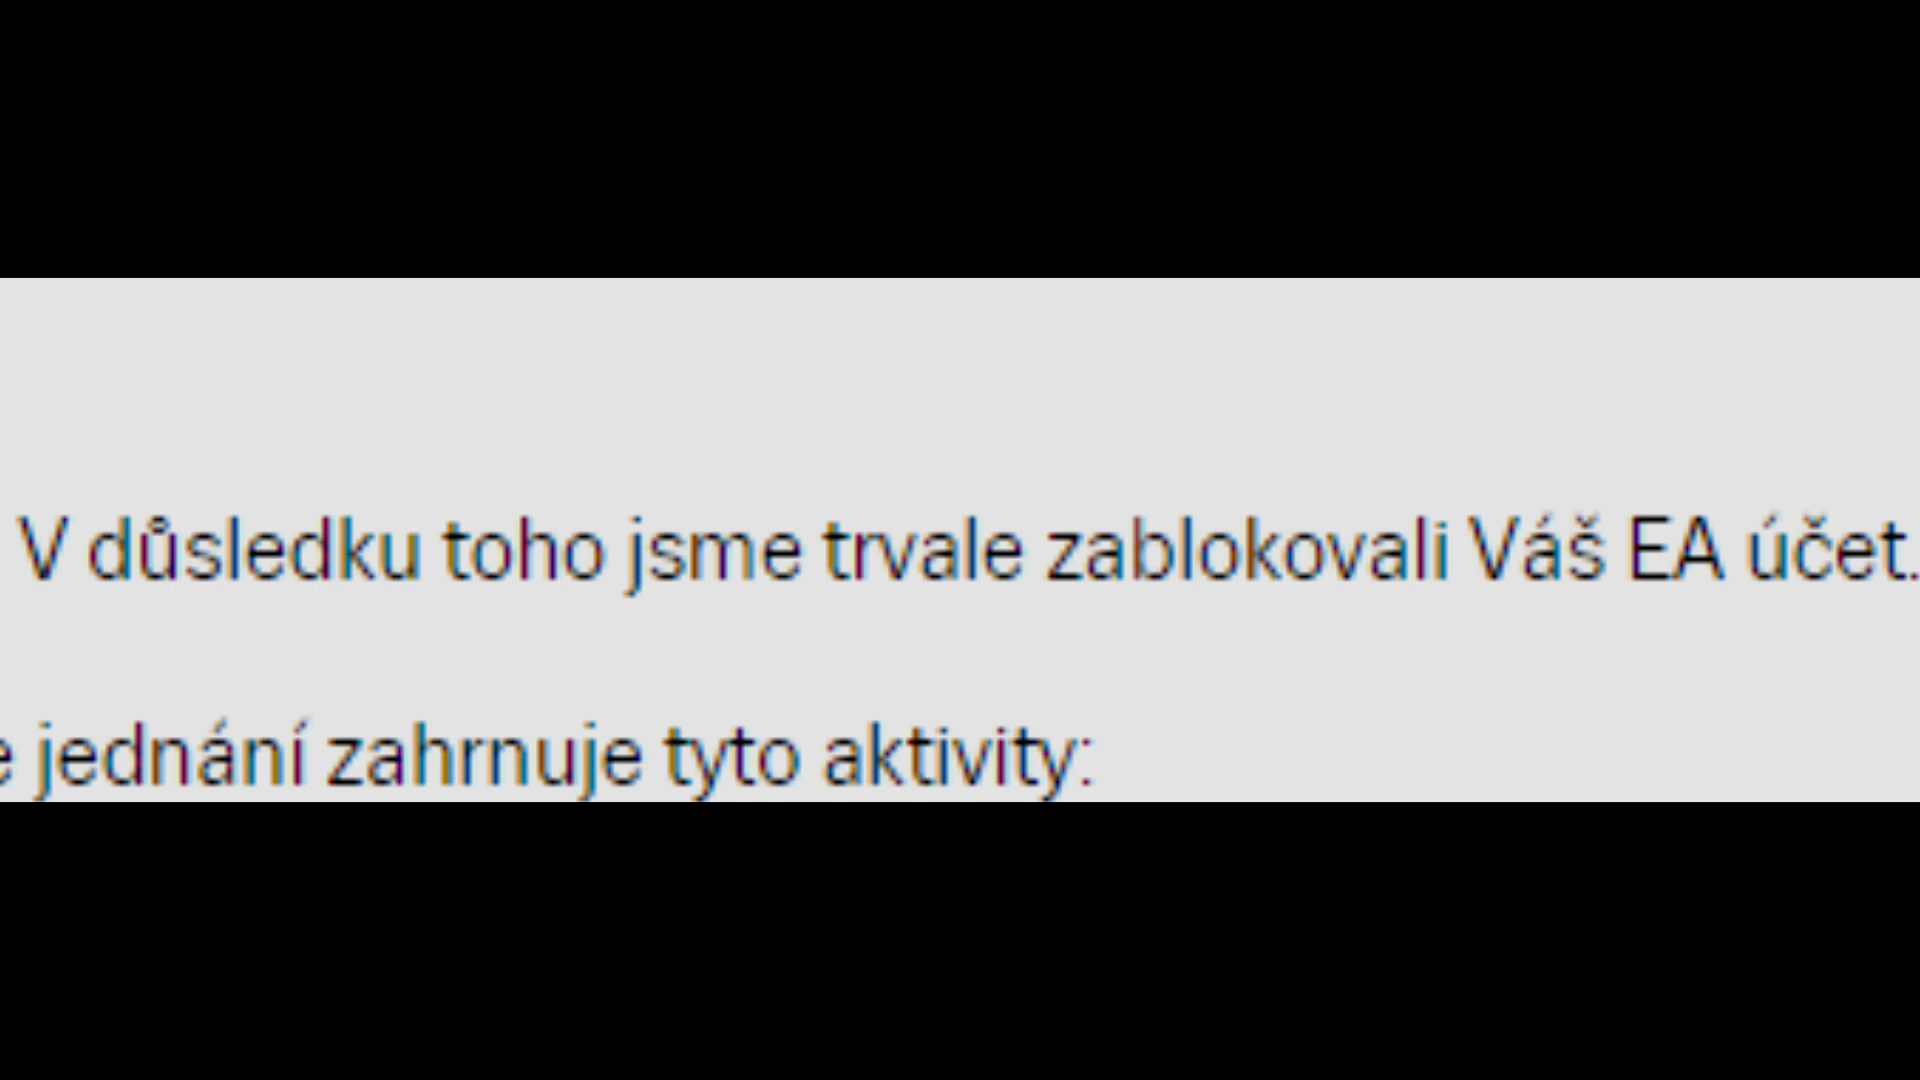 V důsledku toho jsme trvale zablokovali Váš EA účet.
jednání zahrnuje tyto aktivity: